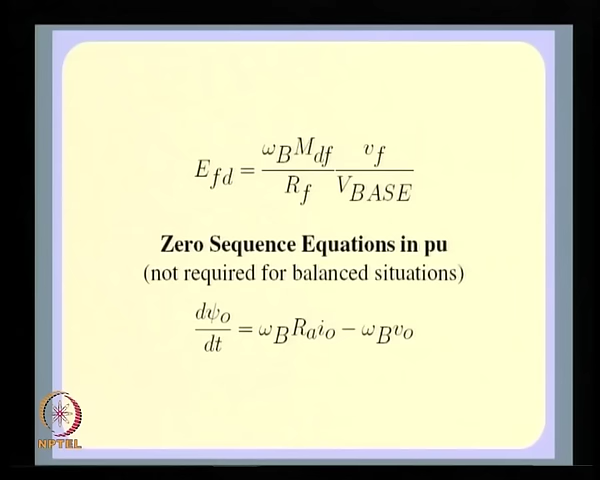 E_{fd} = \frac{\omega_B M_{df}}{R_f} \frac{v_f}{V_{BASE}}
Zero Sequence Equations in pu
(not required for balanced situations)
\frac{d\psi_o}{dt} = \omega_B R_a i_o - \omega_B v_o
NPTEL